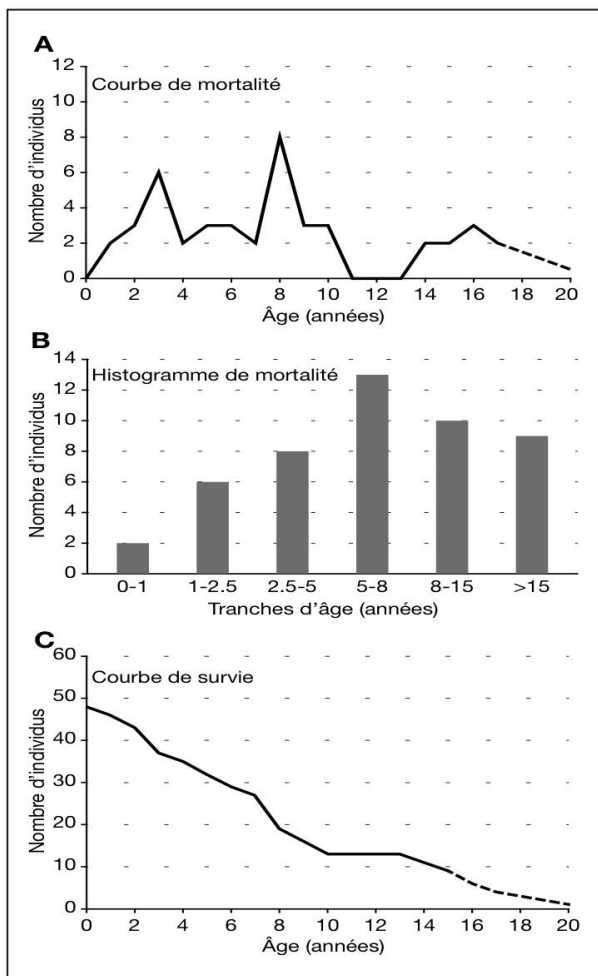 A
Courbe de mortalité
Nombre d'individus
12
10
8
6
4
2
0
0 2 4 6 8 10 12 14 16 18 20
Âge (années)
B
Histogramme de mortalité
Nombre d'individus
14
12
10
8
6
4
2
0
0-1 1-2.5 2.5-5 5-8 8-15 >15
Tranches d'âge (années)
C
Courbe de survie
Nombre d'individus
60
50
40
30
20
10
0
0 2 4 6 8 10 12 14 16 18 20
Âge (années)